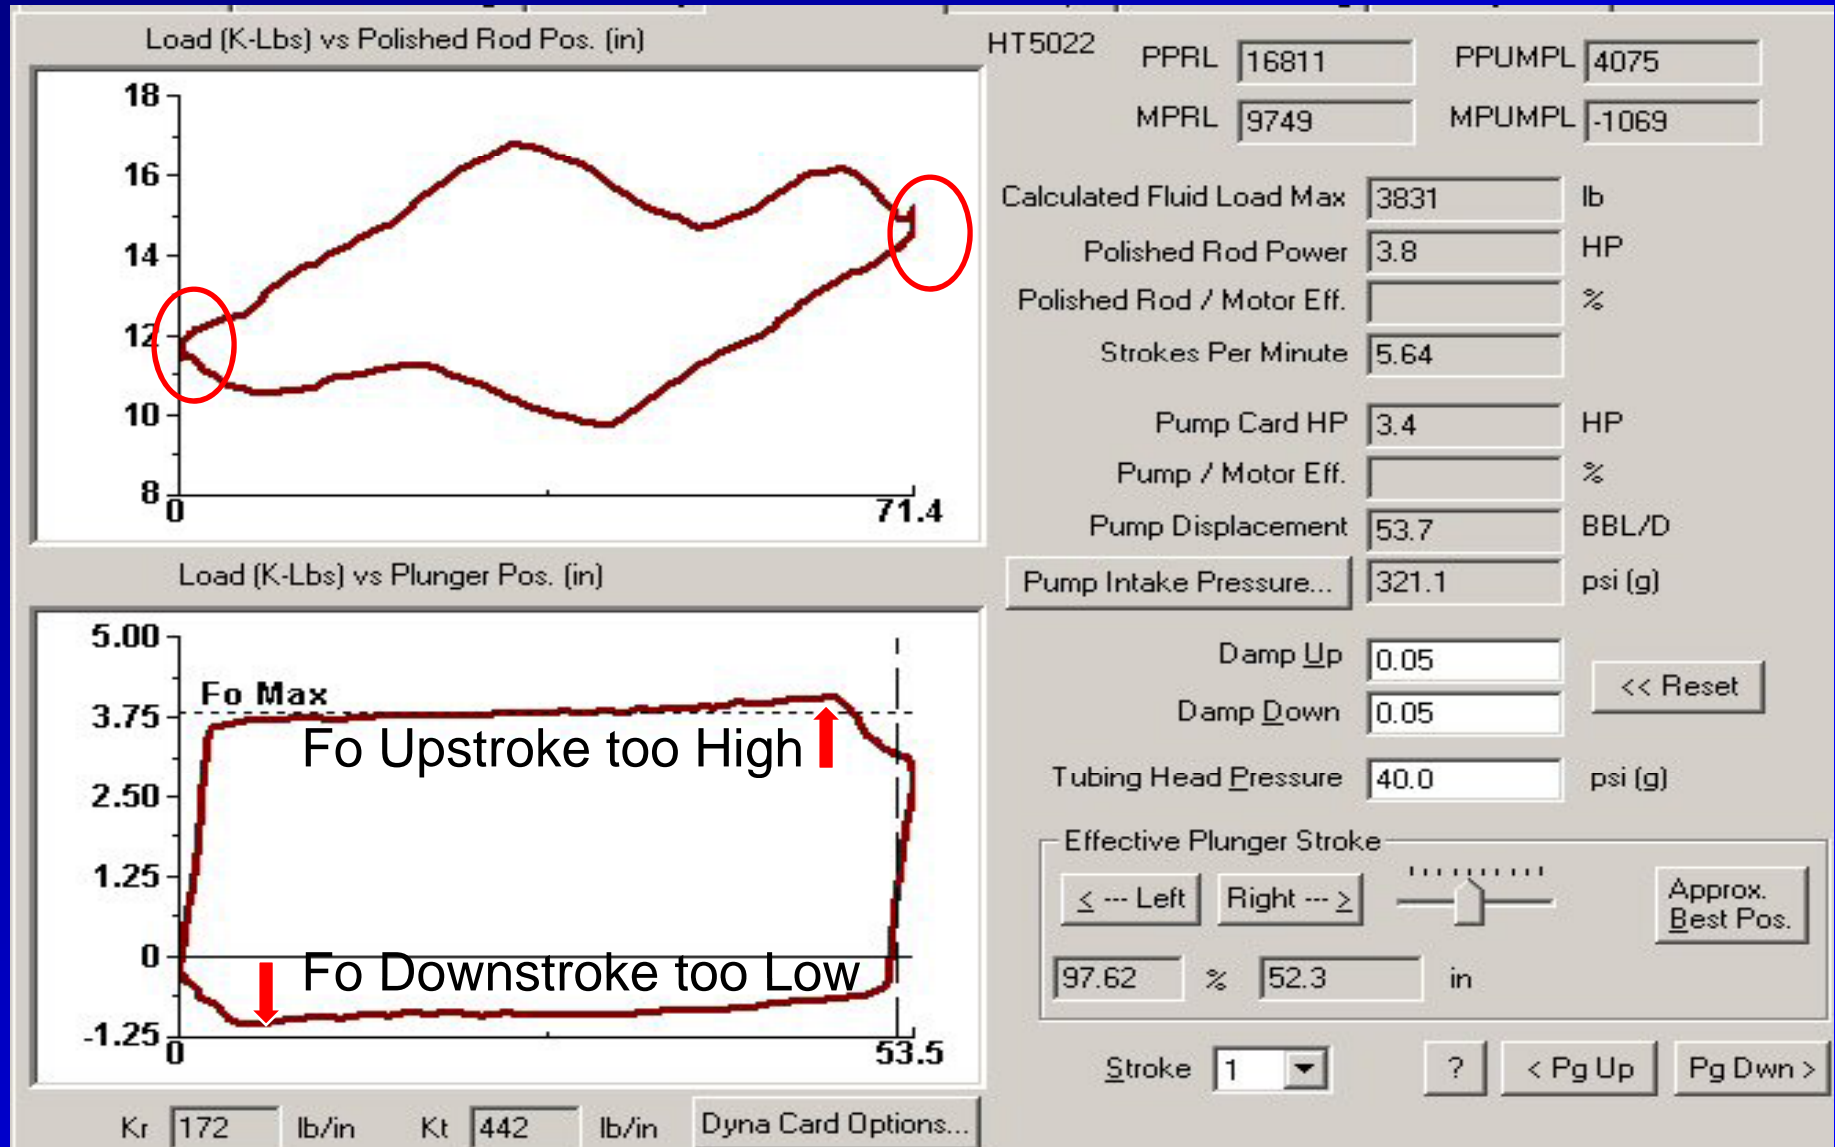 Load (K-Lbs) vs Polished Rod Pos. (in)
18
16
14
12
10
8
0
71.4
Load (K-Lbs) vs Plunger Pos. (in)
5.00
3.75
2.50
1.25
0
-1.25
Fo Max
Fo Upstroke too High
Fo Downstroke too Low
0
53.5
Kr 172 lb/in Kt 442 lb/in Dyna Card Options...
HT5022 PPRL 16811 PPUMPL 4075
MPRL 9749 MPUMPL -1069
Calculated Fluid Load Max 3831 lb
Polished Rod Power 3.8 HP
Polished Rod / Motor Eff. %
Strokes Per Minute 5.64
Pump Card HP 3.4 HP
Pump / Motor Eff. %
Pump Displacement 53.7 BBL/D
Pump Intake Pressure... 321.1 psi (g)
Damp Up 0.05
<< Reset
Damp Down 0.05
Tubing Head Pressure 40.0 psi (g)
Effective Plunger Stroke
< --- Left Right --- >
Approx.
Best Pos.
97.62 % 52.3 in
Stroke 1 ? < Pg Up Pg Dwn >